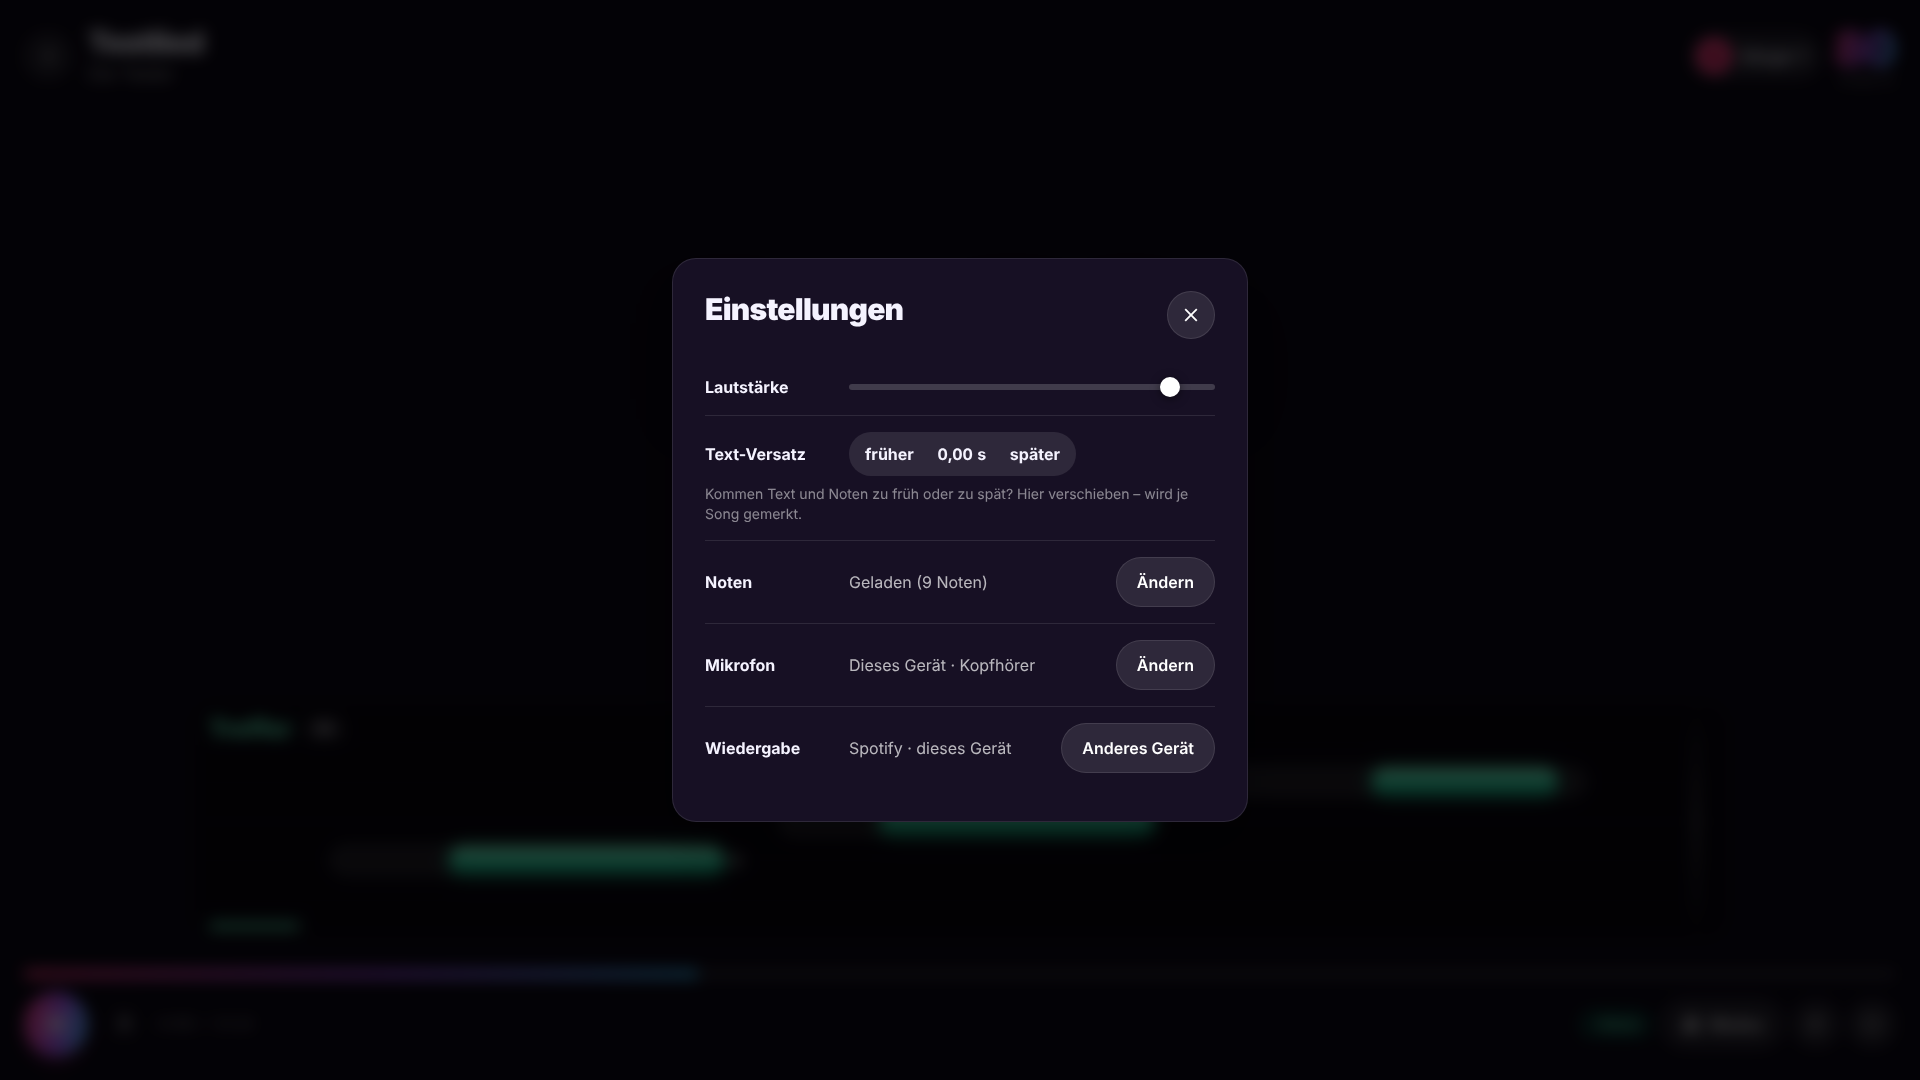 Einstellungen
Lautstärke
Text-Versatz früher 0,00 s später
Kommen Text und Noten zu früh oder zu spät? Hier verschieben – wird je
Song gemerkt.
Noten Geladen (9 Noten) Ändern
Mikrofon Dieses Gerät · Kopfhörer Ändern
Wiedergabe Spotify · dieses Gerät Anderes Gerät